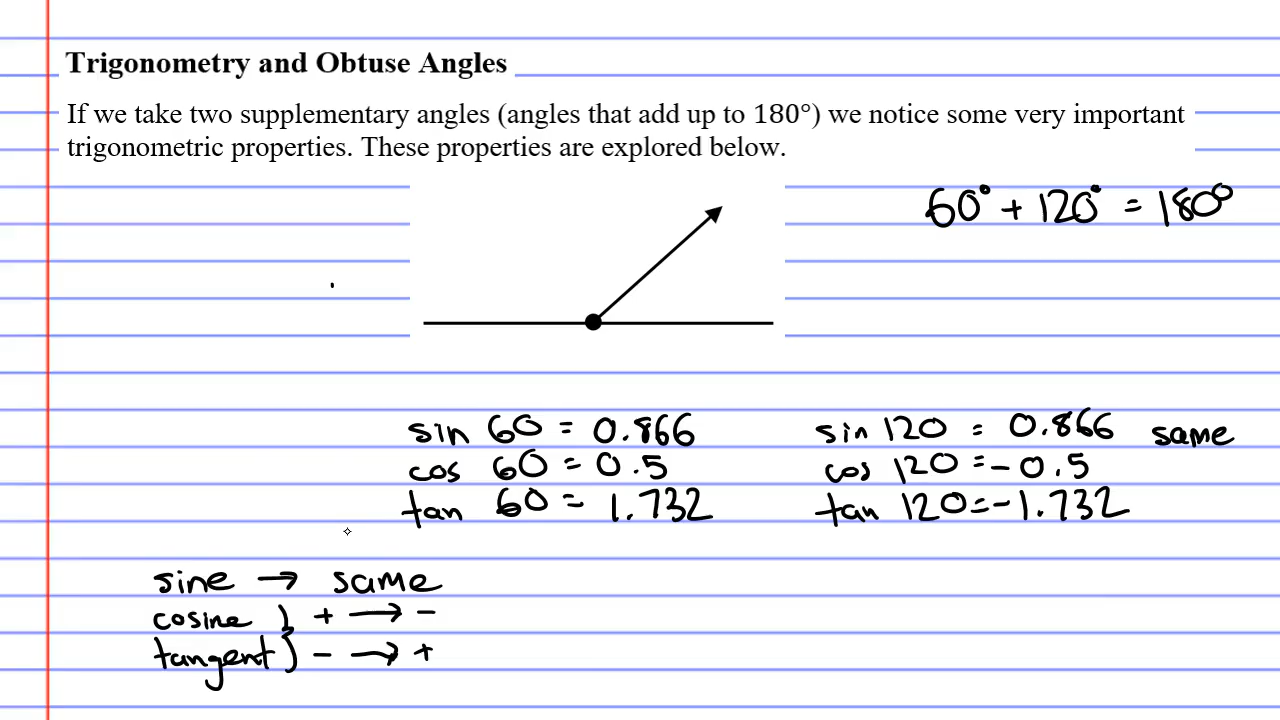 Trigonometry and Obtuse Angles
If we take two supplementary angles (angles that add up to 180°) we notice some very important
trigonometric properties. These properties are explored below.
60° + 120° = 180°
sin 60 = 0.866 sin 120 = 0.866 same
cos 60 = 0.5 cos 120 = -0.5
tan 60 = 1.732 tan 120 = -1.732
sine → same
cosine } + → -
tangent } - → +